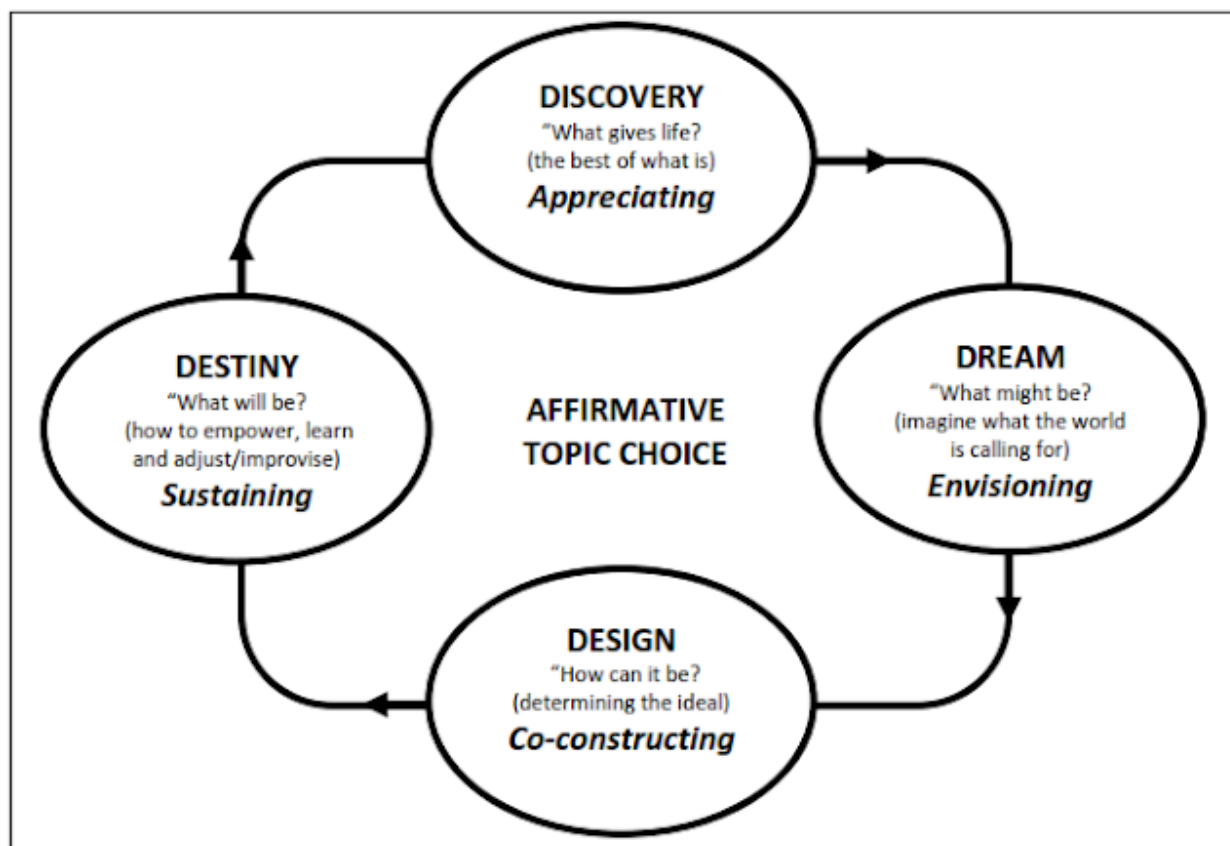 DISCOVERY
“What gives life?
(the best of what is)
Appreciating
DREAM
“What might be?
(imagine what the world
is calling for)
Envisioning
DESIGN
“How can it be?
(determining the ideal)
Co-constructing
DESTINY
“What will be?
(how to empower, learn
and adjust/improvise)
Sustaining
AFFIRMATIVE
TOPIC CHOICE